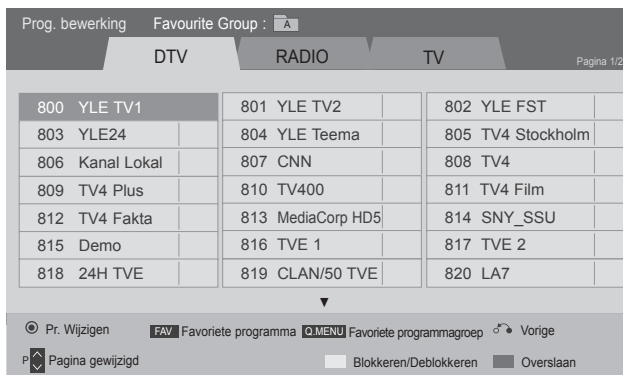 Prog. bewerking Favourite Group : A
DTV RADIO TV Pagina 1/2
800 YLE TV1 801 YLE TV2 802 YLE FST
803 YLE24 804 YLE Teema 805 TV4 Stockholm
806 Kanal Lokal 807 CNN 808 TV4
809 TV4 Plus 810 TV400 811 TV4 Film
812 TV4 Fakta 813 MediaCorp HD5 814 SNY_SSU
815 Demo 816 TVE 1 817 TVE 2
818 24H TVE 819 CLAN/50 TVE 820 LA7
Pr. Wijzigen FAV Favoriete programma Q.MENU Favoriete programmagroep Vorige
P Pagina gewijzigd Blokkeren/Deblokkeren Overslaan